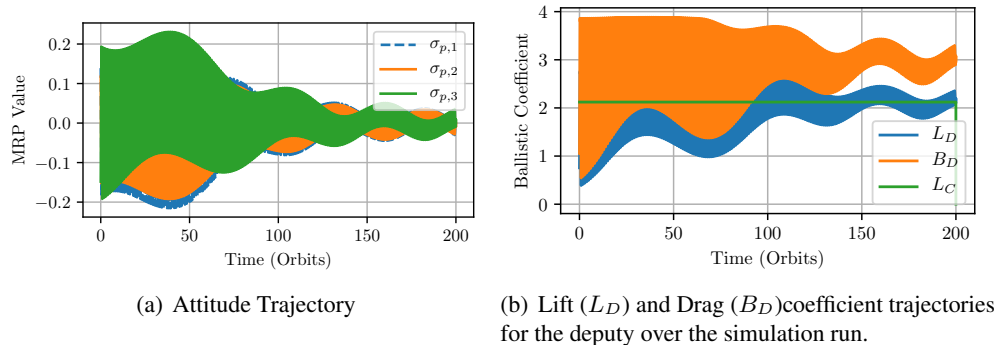 0.2
0.1
0.0
−0.1
−0.2
MRP Value
σp,1
σp,2
σp,3
0 50 100 150 200
Time (Orbits)
(a) Attitude Trajectory
4
3
2
1
0
Ballistic Coefficient
LD
BD
LC
0 50 100 150 200
Time (Orbits)
(b) Lift (LD) and Drag (BD)coefficient trajectories
for the deputy over the simulation run.